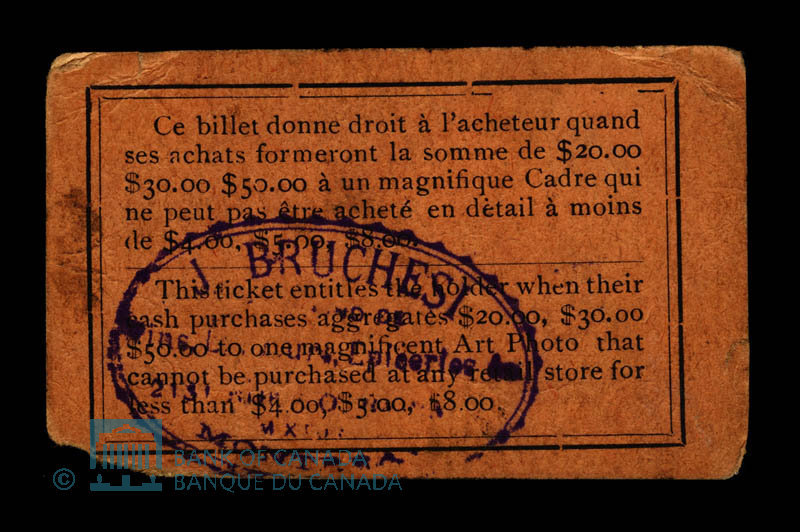 Ce billet donne droit à l'acheteur quand
ses achats formeront la somme de $20.00
$30.00 $50.00 à un magnifique Cadre qui
ne peut pas être acheté en détail à moins
de $4.00, $5.00, $8.00.
J. BRUCHESI
This ticket entitles the holder when their
cash purchases aggregates $20.00, $30.00
$50.00 to one magnificent Art Photo that
Epiceries
cannot be purchased at any retail store for
less than $4.00, $5.00, $8.00
© BANK OF CANADA
BANQUE DU CANADA